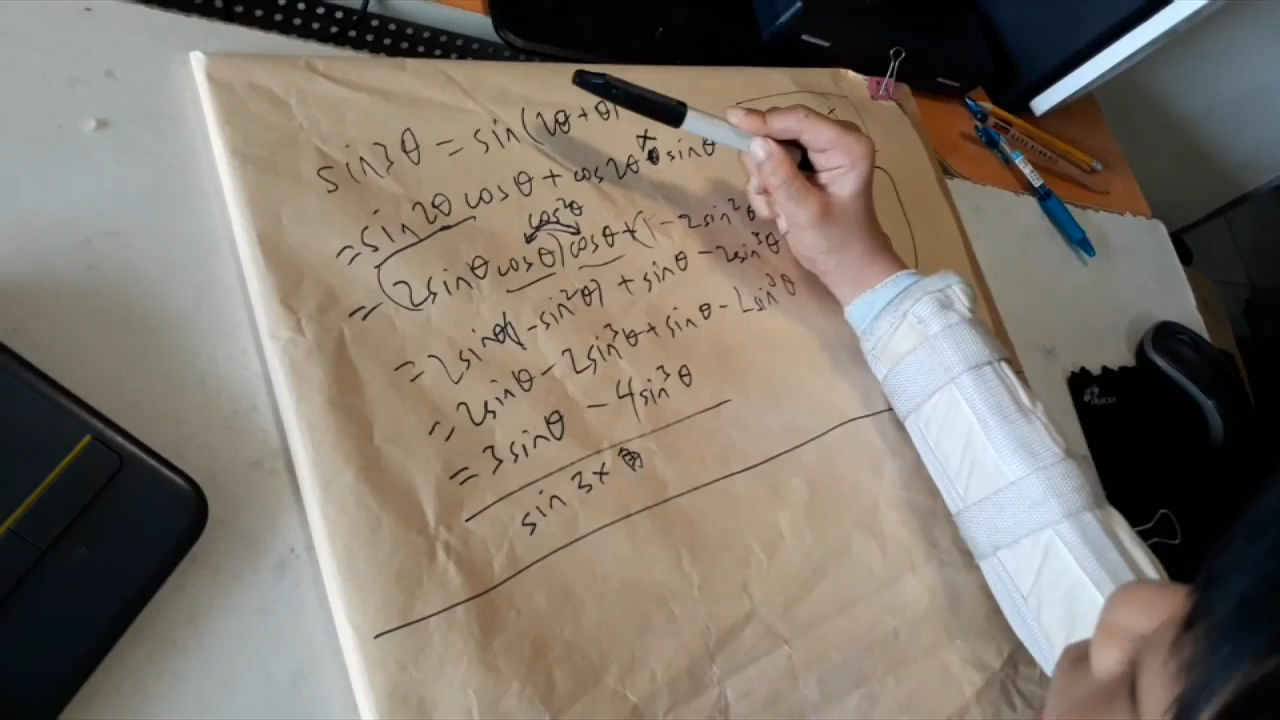 sin3θ = sin(2θ+θ)
= sin2θ cosθ + cos2θ sinθ
cos²θ
= (2sinθ cosθ)cosθ + (1-2sin²θ
= 2sinθ(1-sin²θ) + sinθ - 2sin³θ
= 2sinθ - 2sin³θ + sinθ - 2sin³θ
= 3sinθ - 4sin³θ
sin 3x 角